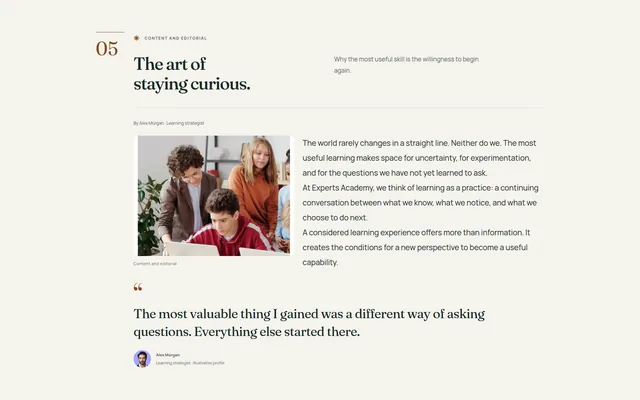 05
CONTENT AND EDITORIAL
The art of
staying curious.
Why the most useful skill is the willingness to begin
again.
By Alex Morgan · Learning strategist
The world rarely changes in a straight line. Neither do we. The most
useful learning makes space for uncertainty, for experimentation,
and for the questions we have not yet learned to ask.
At Experts Academy, we think of learning as a practice: a continuing
conversation between what we know, what we notice, and what we
choose to do next.
A considered learning experience offers more than information. It
creates the conditions for a new perspective to become a useful
capability.
Content and editorial
“
The most valuable thing I gained was a different way of asking
questions. Everything else started there.
Alex Morgan
Learning strategist · Illustrative profile